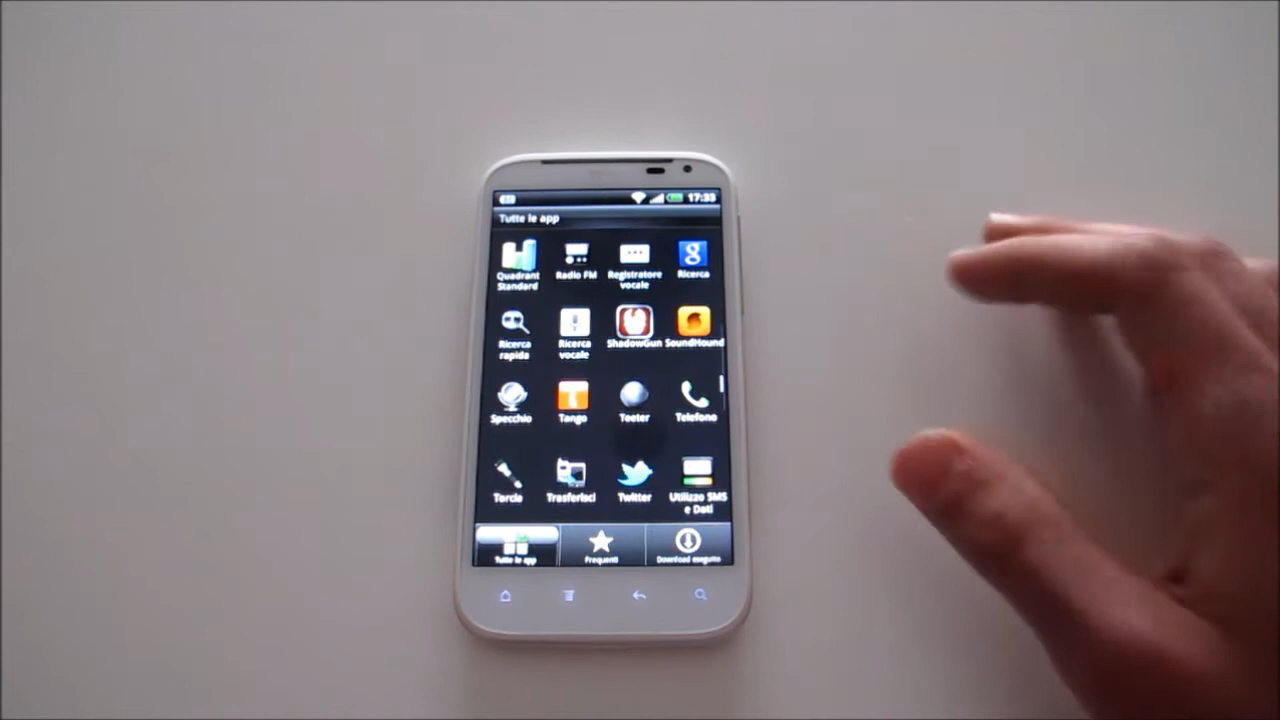 17:33
Tutte le app
Quadrant
Standard
Radio FM
Registratore
vocale
Ricerca
Ricerca
rapida
Ricerca
vocale
ShadowGun
SoundHound
Specchio
Tango
Teeter
Telefono
Torcia
Trasferisci
Twitter
Utilizzo SMS
e Dati
Tutte le app
Frequenti
Download eseguito